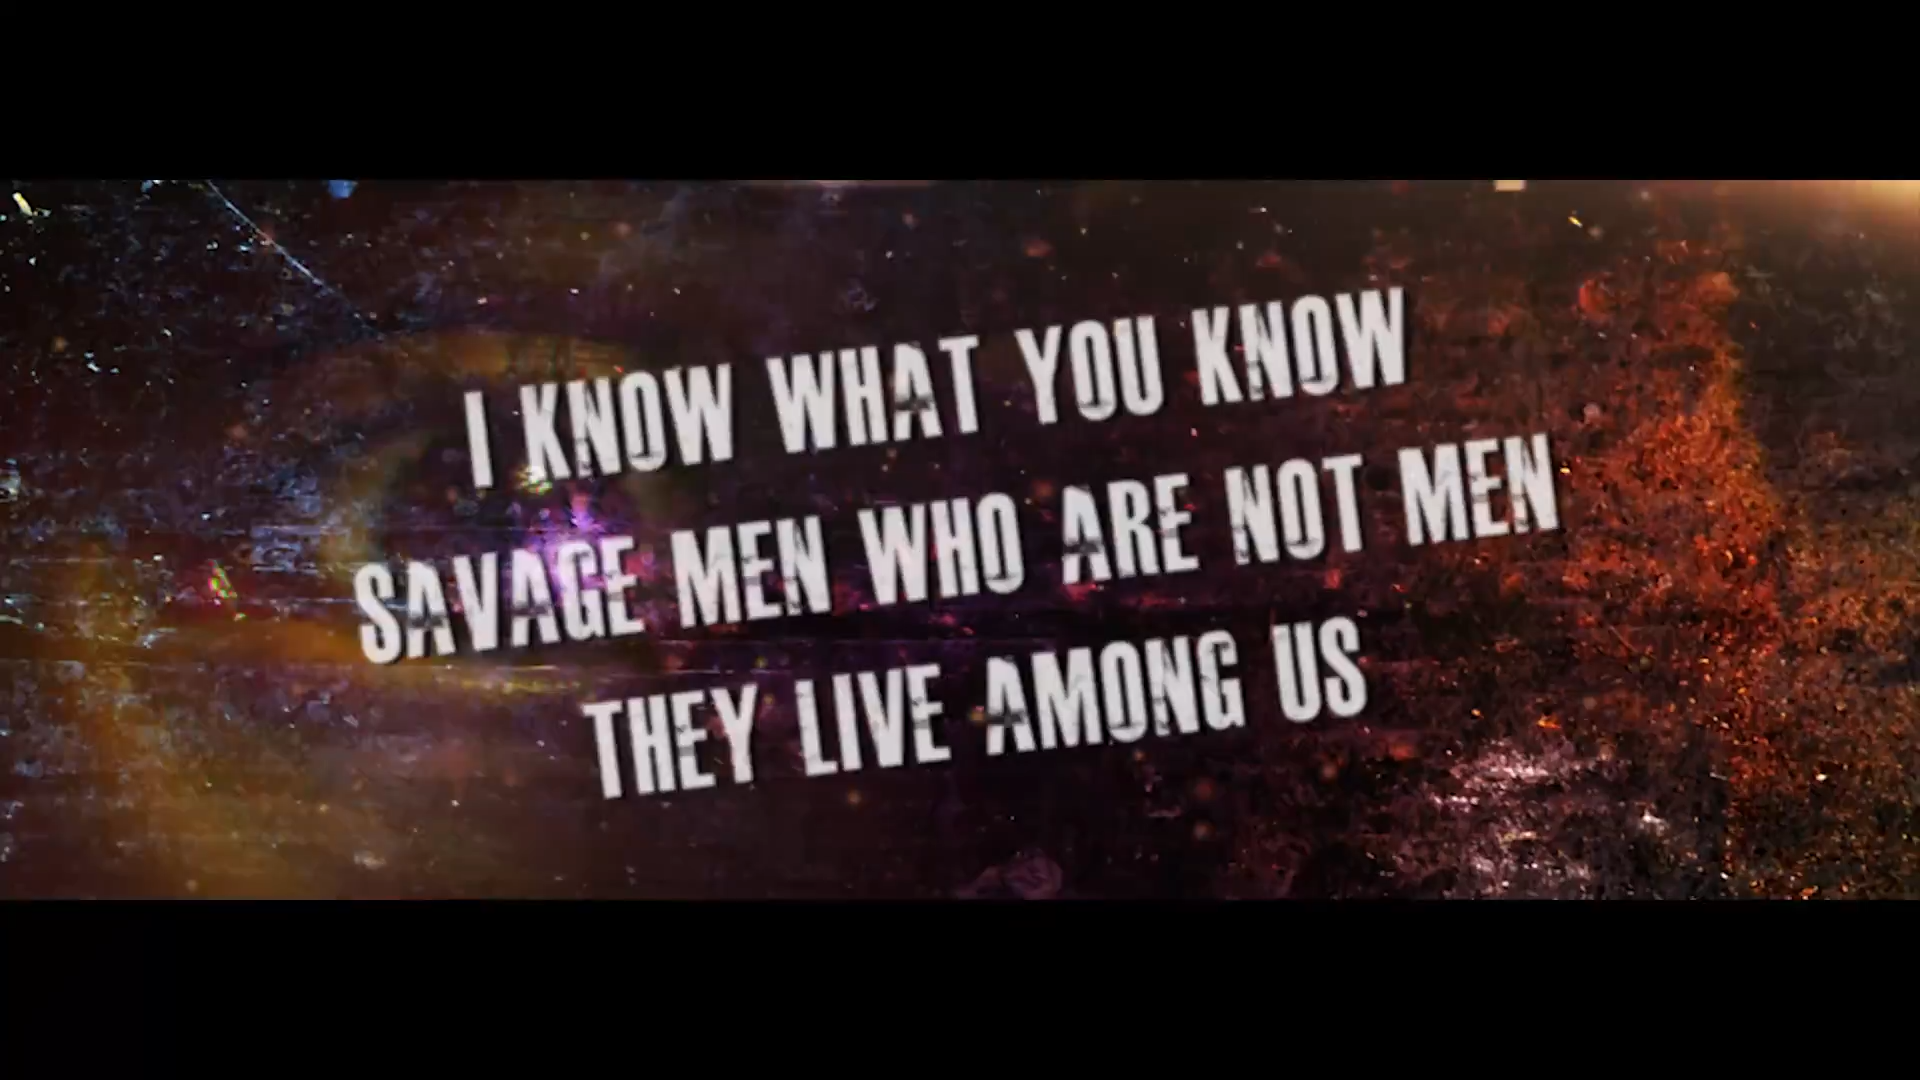 I KNOW WHAT YOU KNOW
SAVAGE MEN WHO ARE NOT MEN
THEY LIVE AMONG US